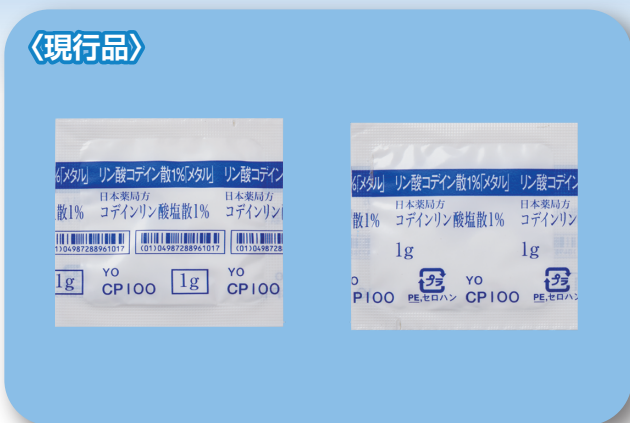 〈現行品〉
%「メタル」 リン酸コデイン散1%「メタル」 リン酸コデイン
日本薬局方 日本薬局方
散1% コデインリン酸塩散1% コデインリン
1)04987288961017 (01)04987288961017 (01)0498728
YO YO
1g CP100 1g CP100
%「メタル」 リン酸コデイン散1%「メタル」 リン酸コデイン
日本薬局方 日本薬局方
散1% コデインリン酸塩散1% コデインリン
1g 1g
プラ YO プラ
P100 PE,セロハン CP100 PE,セロハン